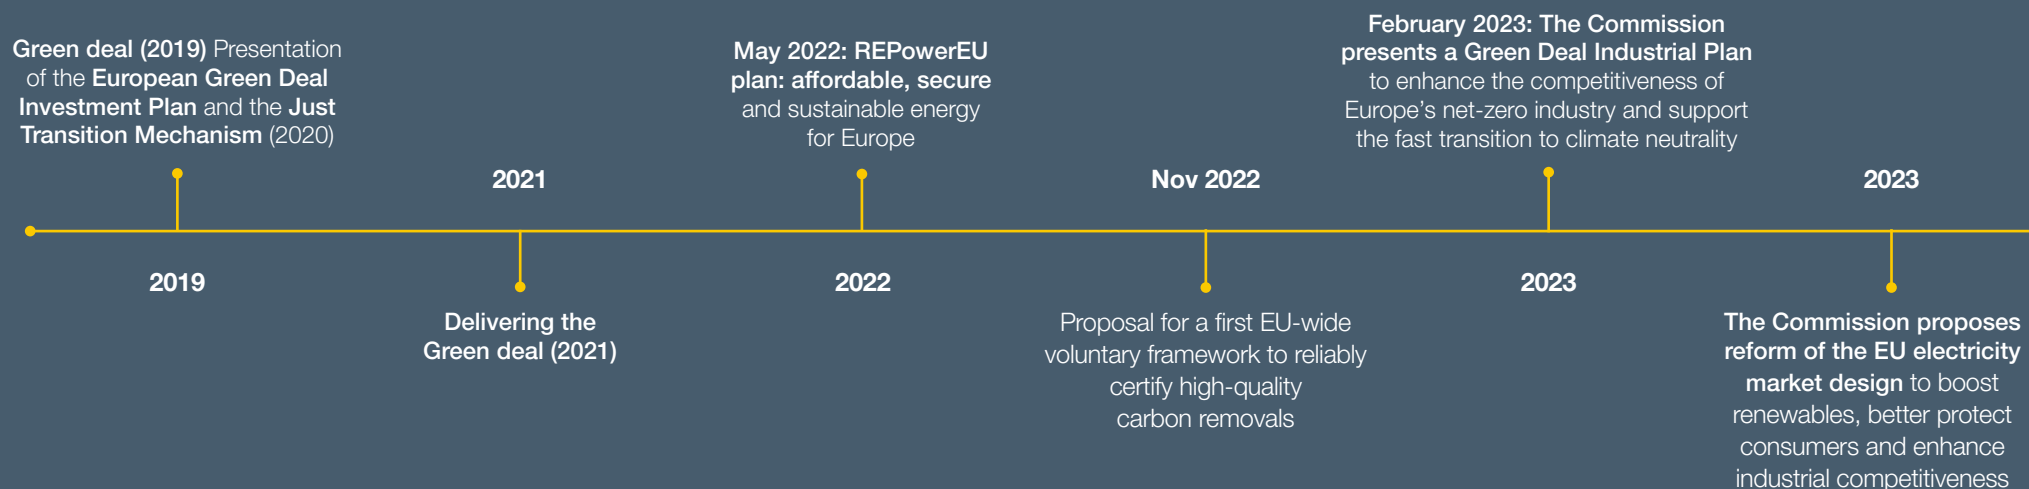 Green deal (2019) Presentation
of the European Green Deal
Investment Plan and the Just
Transition Mechanism (2020)
2019
2021
Delivering the
Green deal (2021)
May 2022: REPowerEU
plan: affordable, secure
and sustainable energy
for Europe
2022
Nov 2022
Proposal for a first EU-wide
voluntary framework to reliably
certify high-quality
carbon removals
February 2023: The Commission
presents a Green Deal Industrial Plan
to enhance the competitiveness of
Europe’s net-zero industry and support
the fast transition to climate neutrality
2023
2023
The Commission proposes
reform of the EU electricity
market design to boost
renewables, better protect
consumers and enhance
industrial competitiveness